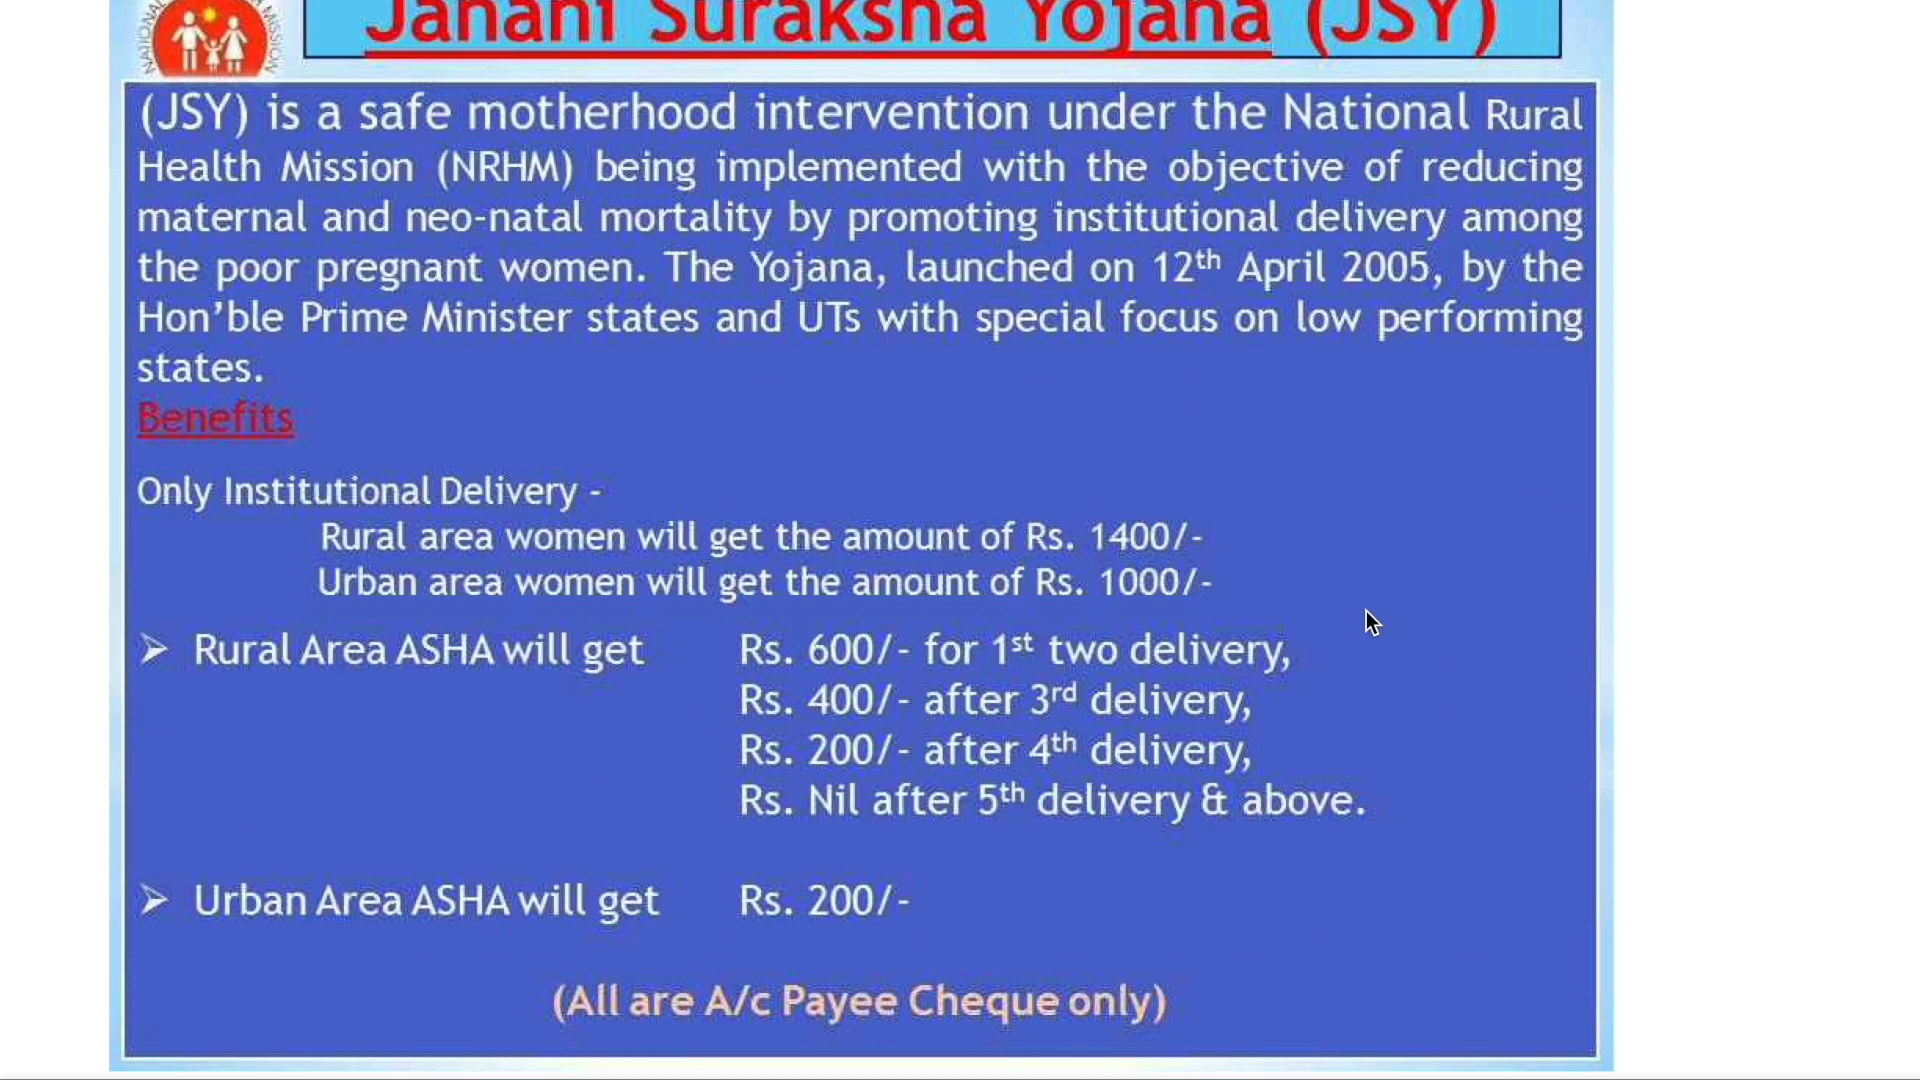 Janani Suraksha Yojana (JSY)
(JSY) is a safe motherhood intervention under the National Rural
Health Mission (NRHM) being implemented with the objective of reducing
maternal and neo-natal mortality by promoting institutional delivery among
the poor pregnant women. The Yojana, launched on 12th April 2005, by the
Hon’ble Prime Minister states and UTs with special focus on low performing
states.
Benefits
Only Institutional Delivery -
Rural area women will get the amount of Rs. 1400/-
Urban area women will get the amount of Rs. 1000/-
➢ Rural Area ASHA will get Rs. 600/- for 1st two delivery,
Rs. 400/- after 3rd delivery,
Rs. 200/- after 4th delivery,
Rs. Nil after 5th delivery & above.
➢ Urban Area ASHA will get Rs. 200/-
(All are A/c Payee Cheque only)